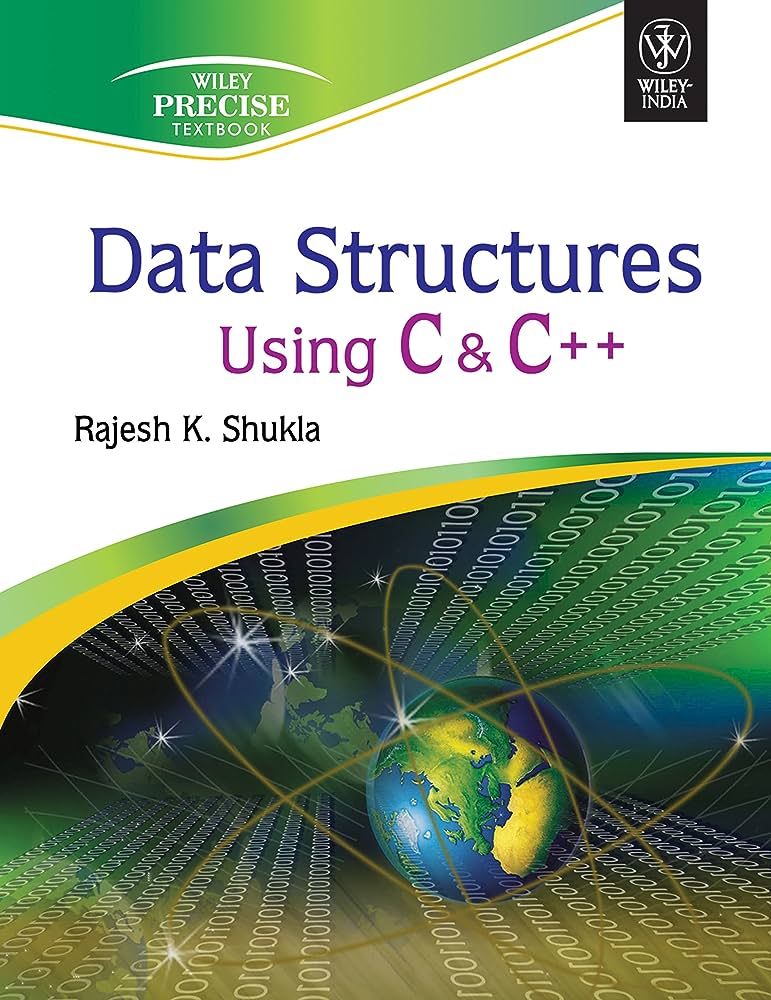 WILEY
PRECISE
TEXTBOOK
WILEY-
INDIA
Data Structures
Using C & C++
Rajesh K. Shukla